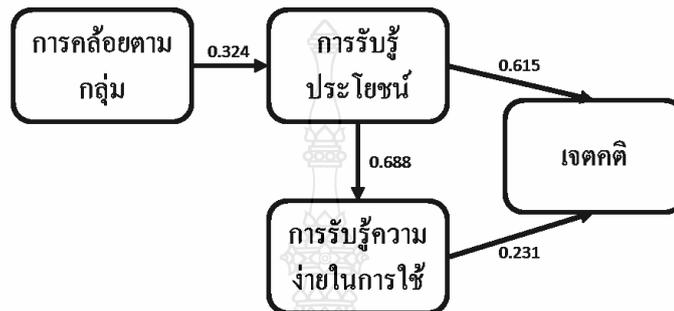 การคล้อยตาม
กลุ่ม
0.324
การรับรู้
ประโยชน์
0.615
0.688
เจตคติ
การรับรู้ความ
ง่ายในการใช้
0.231